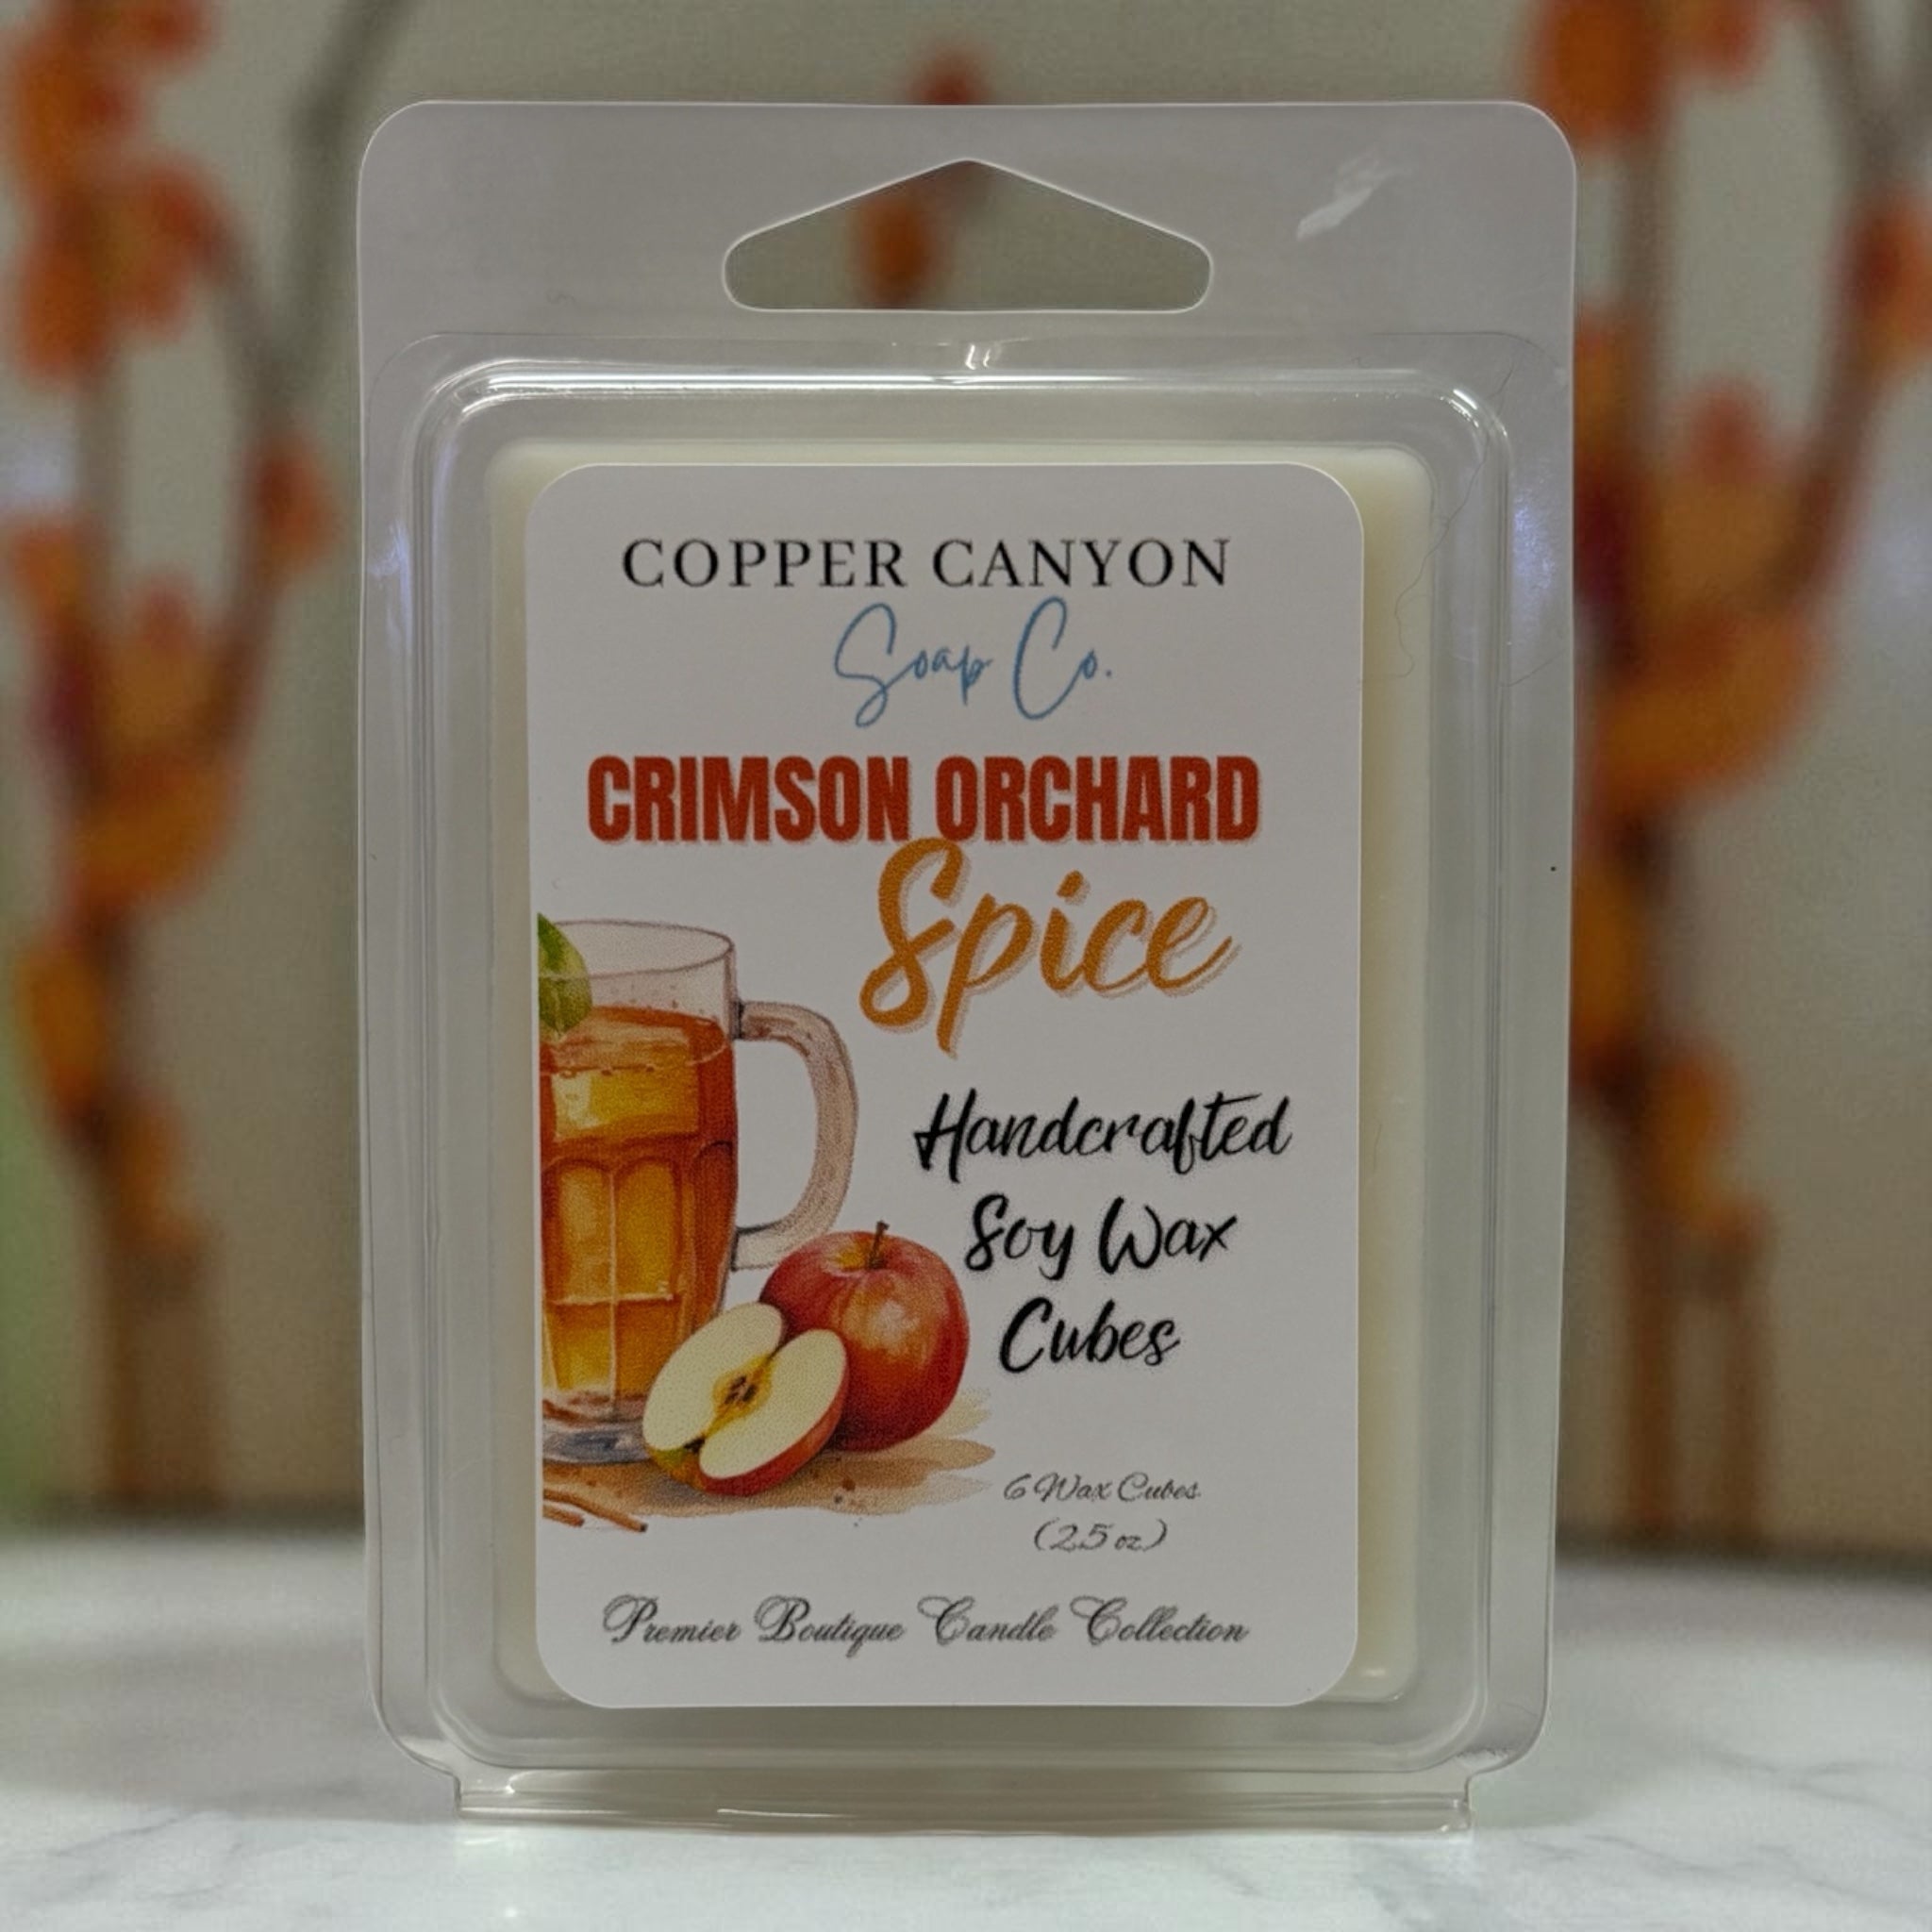 COPPER CANYON
Soap Co.
CRIMSON ORCHARD
Spice
Handcrafted
Soy Wax
Cubes
6 Wax Cubes
(2.5 oz.)
Premier Boutique Candle Collection